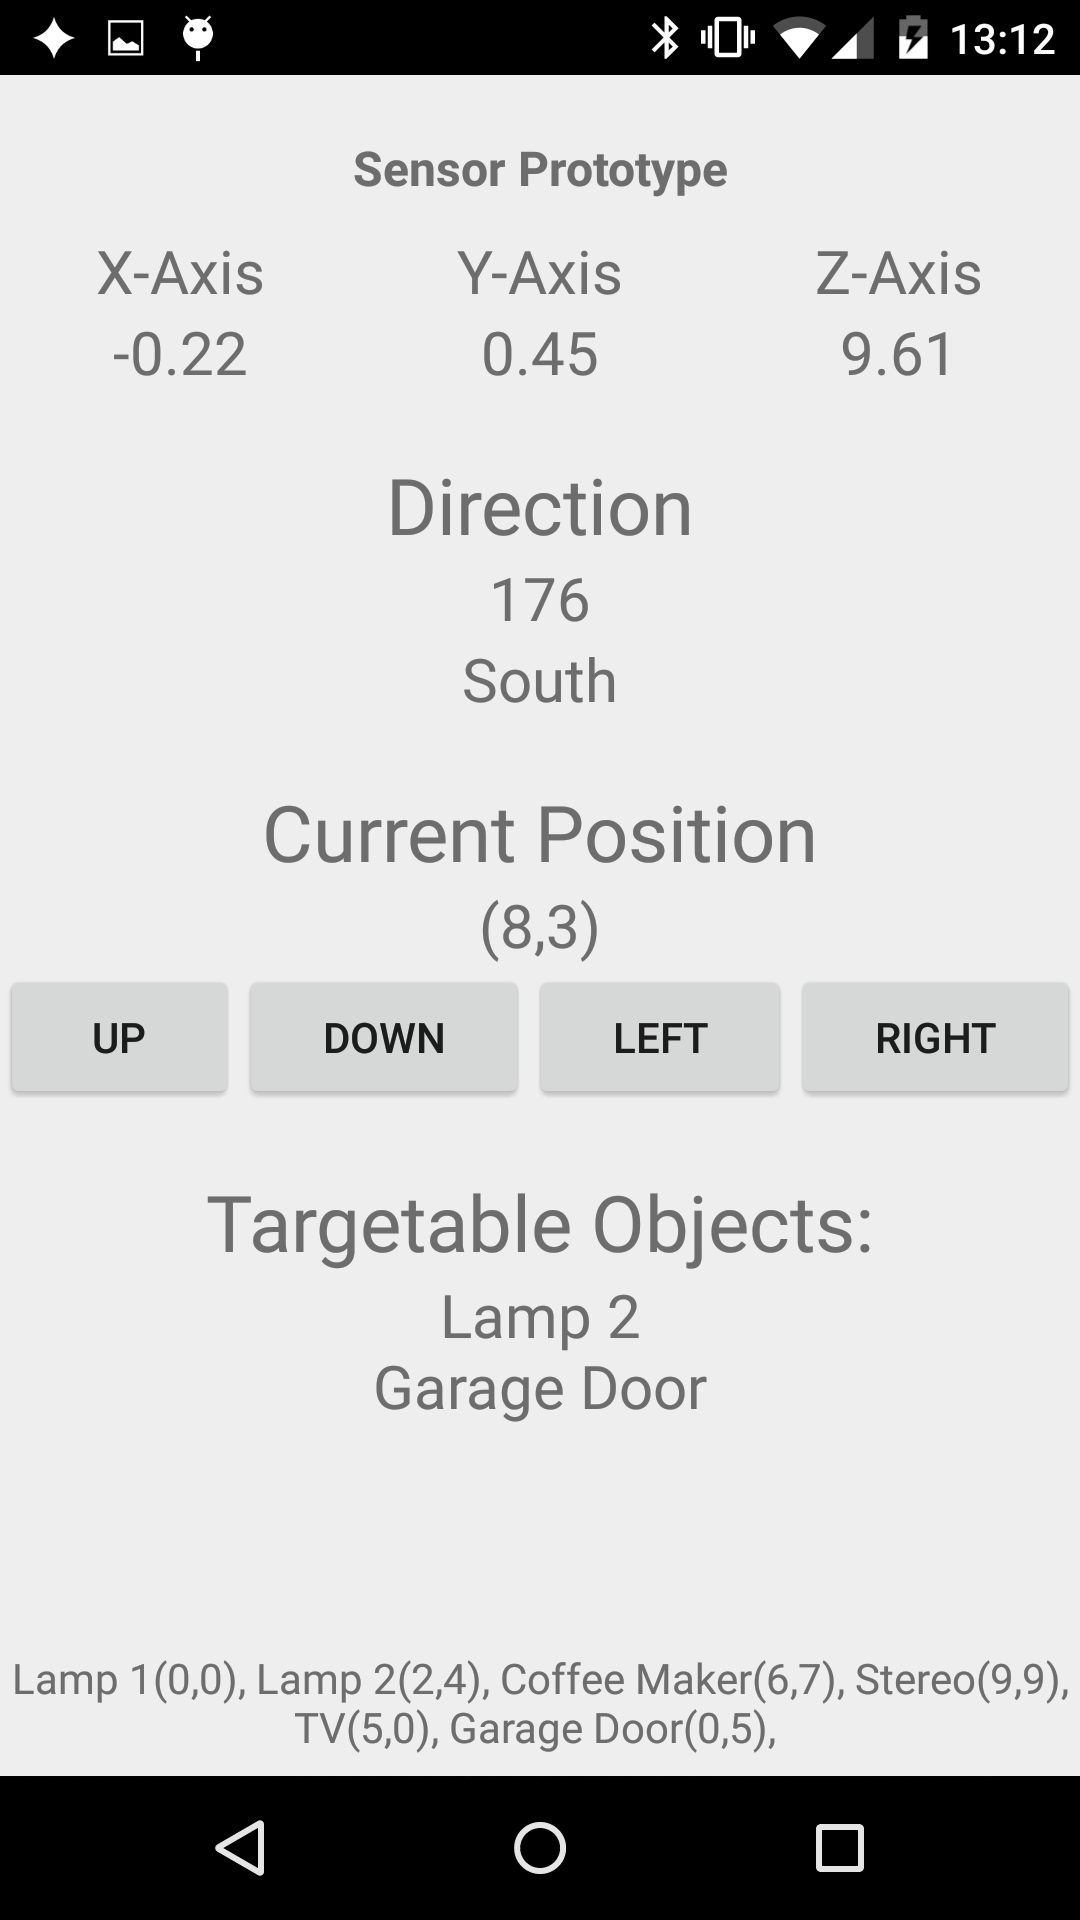 13:12
Sensor Prototype
X-Axis Y-Axis Z-Axis
-0.22 0.45 9.61
Direction
176
South
Current Position
(8,3)
UP DOWN LEFT RIGHT
Targetable Objects:
Lamp 2
Garage Door
Lamp 1(0,0), Lamp 2(2,4), Coffee Maker(6,7), Stereo(9,9),
TV(5,0), Garage Door(0,5),